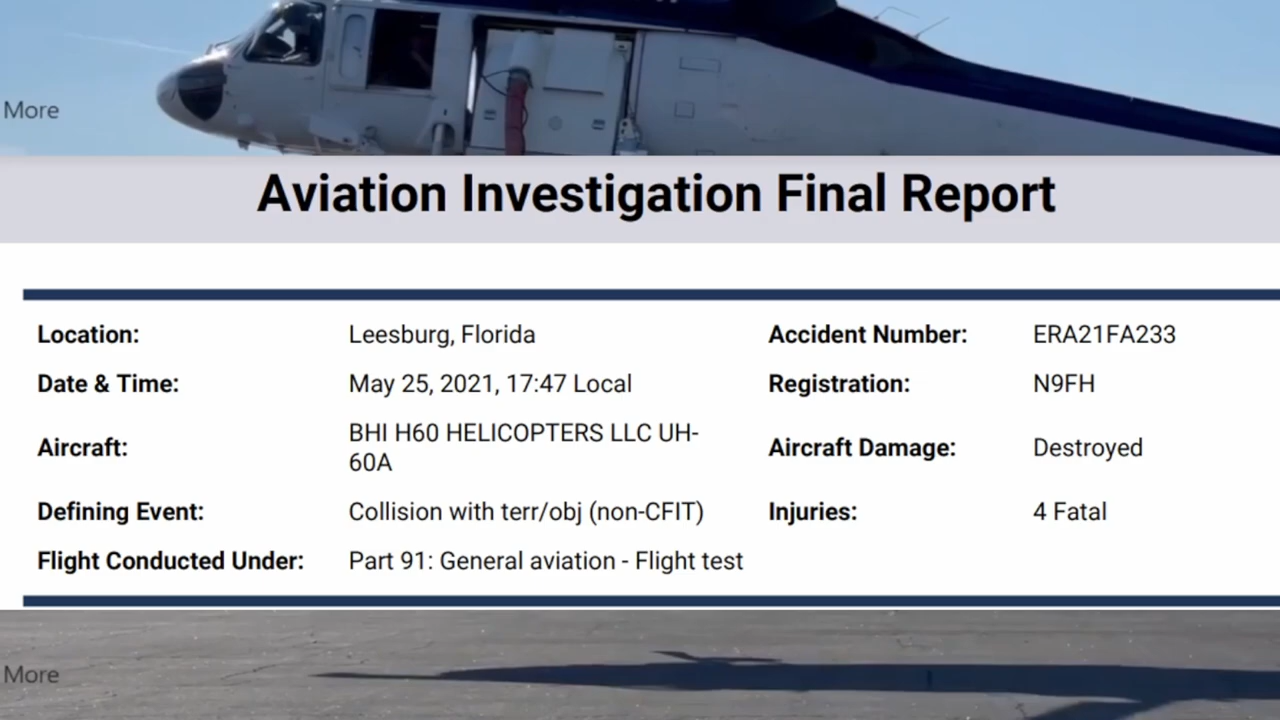 More
Aviation Investigation Final Report
Location: Leesburg, Florida Accident Number: ERA21FA233
Date & Time: May 25, 2021, 17:47 Local Registration: N9FH
Aircraft: BHI H60 HELICOPTERS LLC UH-
60A Aircraft Damage: Destroyed
Defining Event: Collision with terr/obj (non-CFIT) Injuries: 4 Fatal
Flight Conducted Under: Part 91: General aviation - Flight test
More